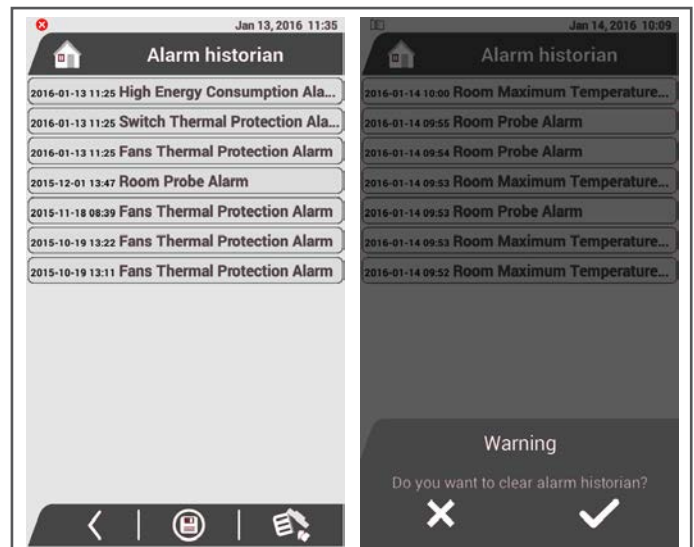 Jan 13, 2016 11:35
Alarm historian
2016-01-13 11:25 High Energy Consumption Ala...
2016-01-13 11:25 Switch Thermal Protection Ala...
2016-01-13 11:25 Fans Thermal Protection Alarm
2015-12-01 13:47 Room Probe Alarm
2015-11-18 08:39 Fans Thermal Protection Alarm
2015-10-19 13:22 Fans Thermal Protection Alarm
2015-10-19 13:11 Fans Thermal Protection Alarm
Jan 14, 2016 10:09
Alarm historian
2016-01-14 10:00 Room Maximum Temperature...
2016-01-14 09:55 Room Probe Alarm
2016-01-14 09:54 Room Probe Alarm
2016-01-14 09:53 Room Maximum Temperature...
2016-01-14 09:53 Room Probe Alarm
2016-01-14 09:53 Room Maximum Temperature...
2016-01-14 09:52 Room Maximum Temperature...
Warning
Do you want to clear alarm historian?